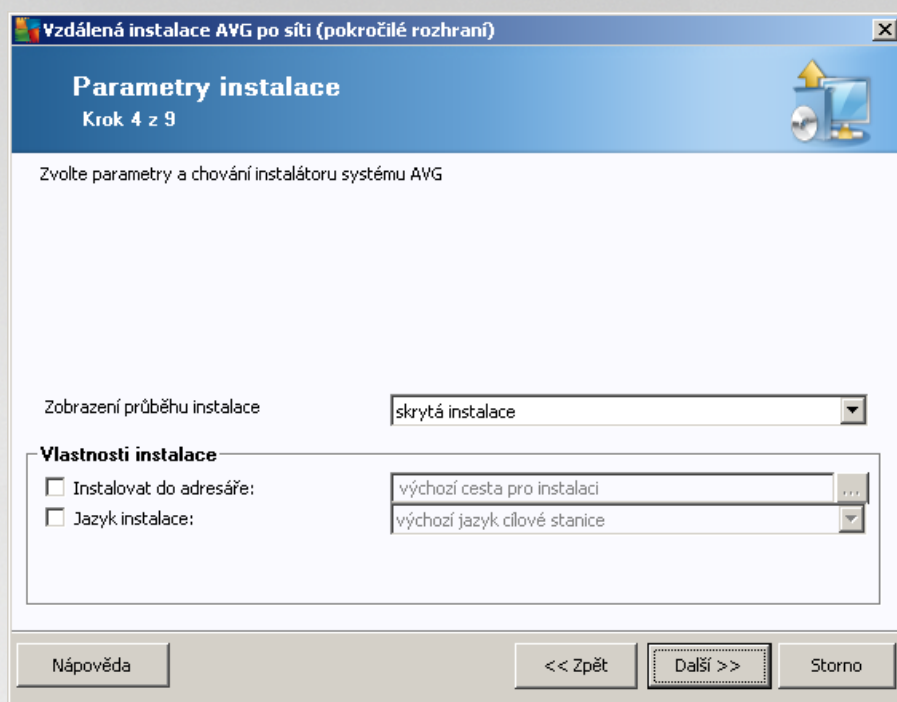 Vzdálená instalace AVG po síti (pokročilé rozhraní)
Parametry instalace
Krok 4 z 9
Zvolte parametry a chování instalátoru systému AVG
Zobrazení průběhu instalace skrytá instalace
Vlastnosti instalace
Instalovat do adresáře: výchozí cesta pro instalaci ...
Jazyk instalace: výchozí jazyk cílové stanice
Nápověda << Zpět Další >> Storno